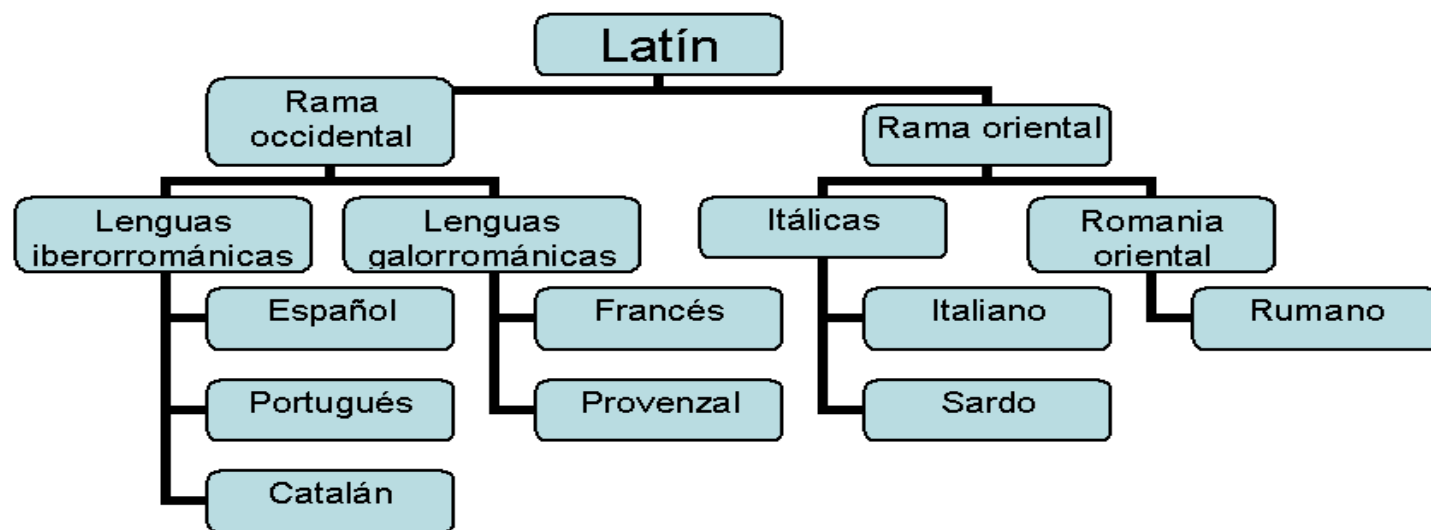 Latín
Rama
occidental
Rama oriental
Lenguas
iberorrománicas
Lenguas
galorrománicas
Itálicas
Romania
oriental
Español
Francés
Italiano
Rumano
Portugués
Provenzal
Sardo
Catalán